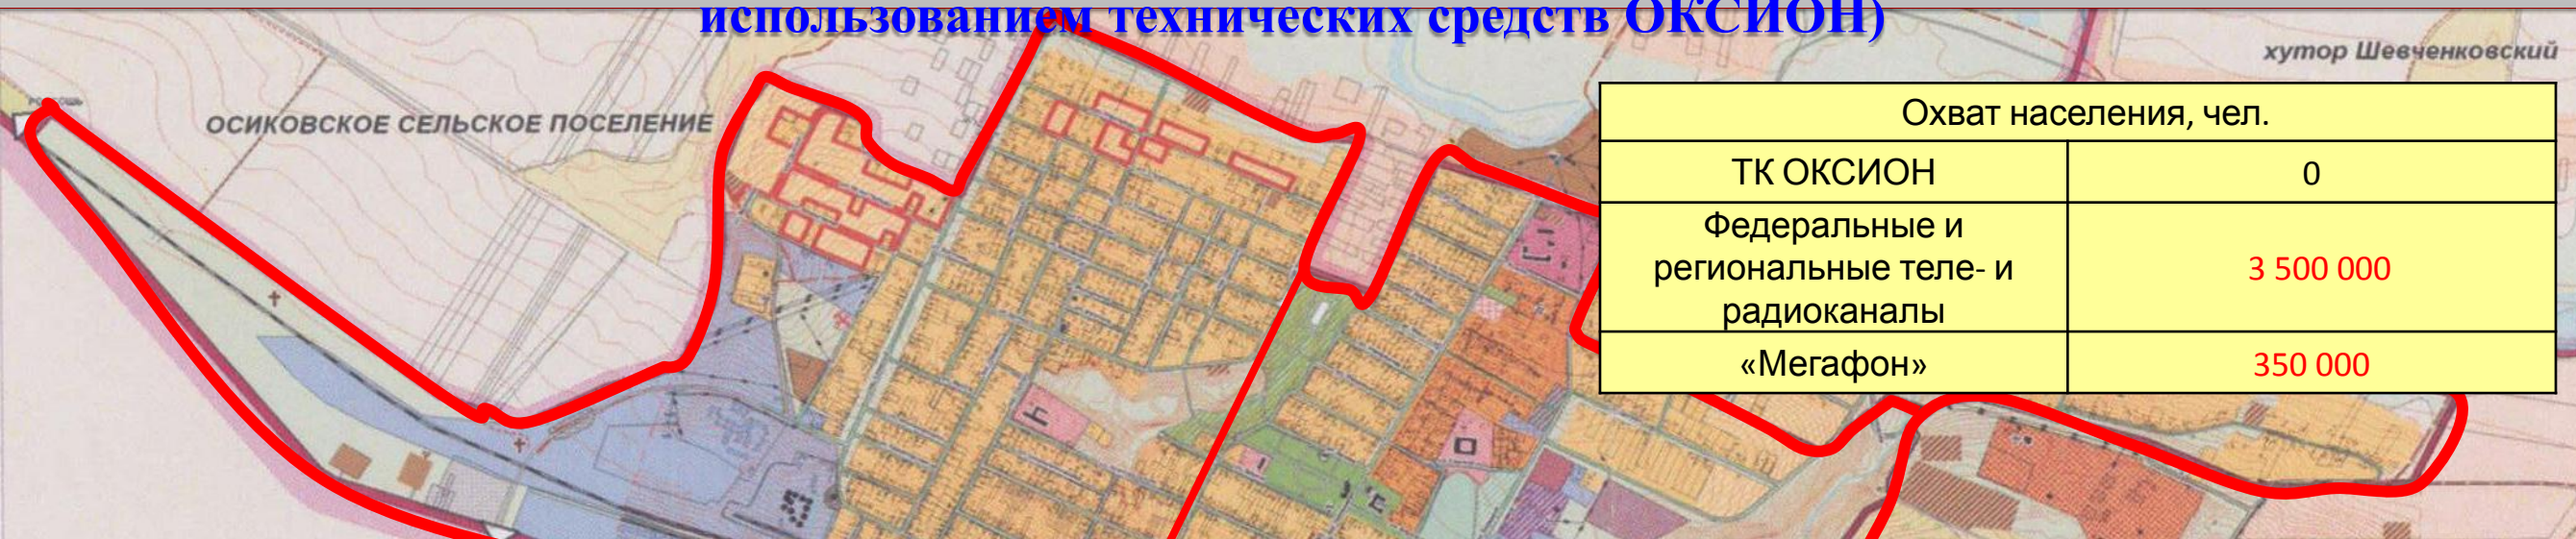 использованием технических средств ОКСИОН)
хутор Шевченковский
ОСИКОВСКОЕ СЕЛЬСКОЕ ПОСЕЛЕНИЕ
Охват населения, чел.
ТК ОКСИОН 0
Федеральные и
региональные теле- и
радиоканалы
3 500 000
«Мегафон» 350 000